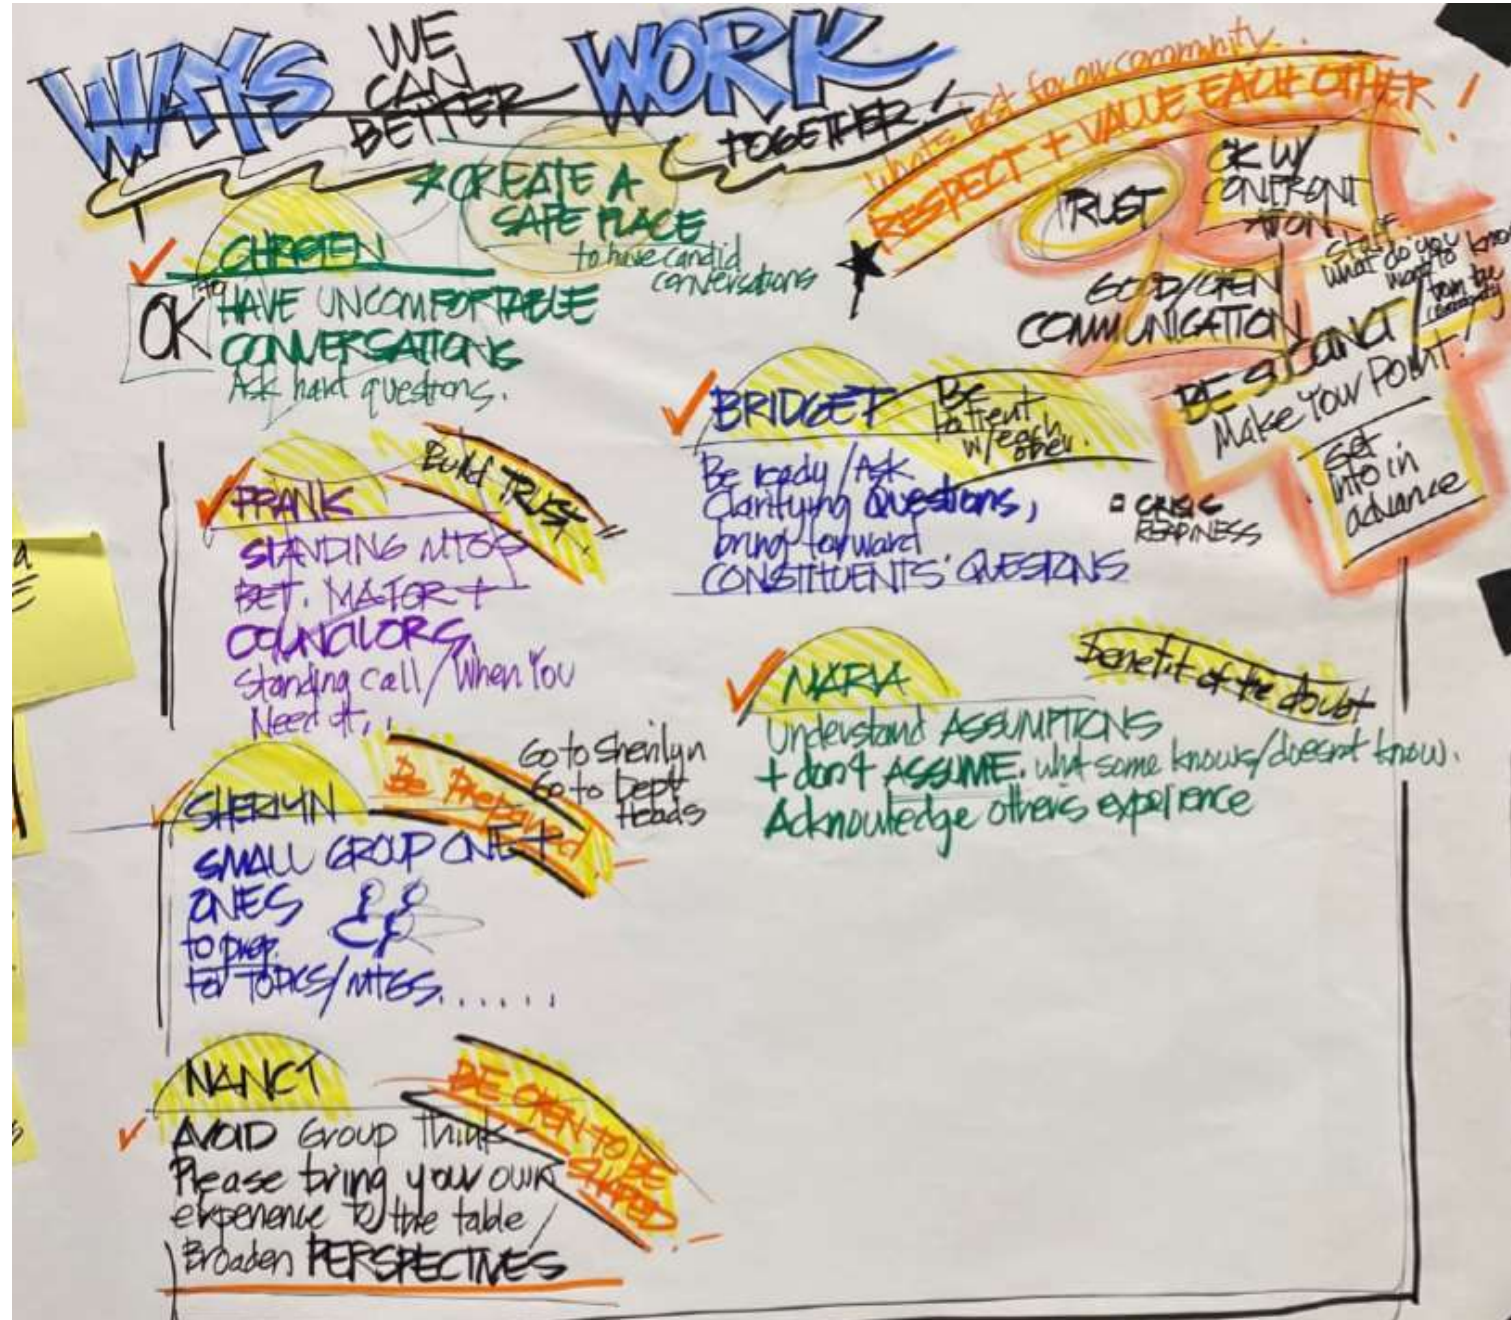 WAYS WE CAN BETTER WORK TOGETHER!
what's best for our community...
RESPECT + VALUE EACH OTHER!
* CREATE A
SAFE PLACE
to have candid
conversations
TRUST
OK W/
CONFRONT
ATION
GOOD/OPEN
COMMUNICATION
Staff
what do you
want to know
from the
BE SUCCINCT/
Make Your Point!
Get
info in
advance
CRISIS
READINESS
OK
HAVE UNCOMFORTABLE
CONVERSATIONS
Ask hard questions.
FRANK
Build TRUST
STANDING MTGS
BET. MAYOR +
COUNCILORS
Standing call/When You
Need it,..
SHERILYN
Be Prepared
Go to Sherilyn
Go to Dept
Heads
SMALL GROUP ONE +
ONES
to prep.
for TOPICS/MTGS.......
NANCY
BE OPEN TO BE
SHAPED
AVOID Group Think -
Please bring your own
experience to the table/
Broaden PERSPECTIVES
BRIDGET
Be
Patient
w/each
other.
Be ready/Ask
Clarifying Questions,
bring forward
CONSTITUENTS' QUESTIONS
MARIA
Benefit of the doubt
Understand ASSUMPTIONS
+ don't ASSUME. what some knows/doesn't know.
Acknowledge others experience